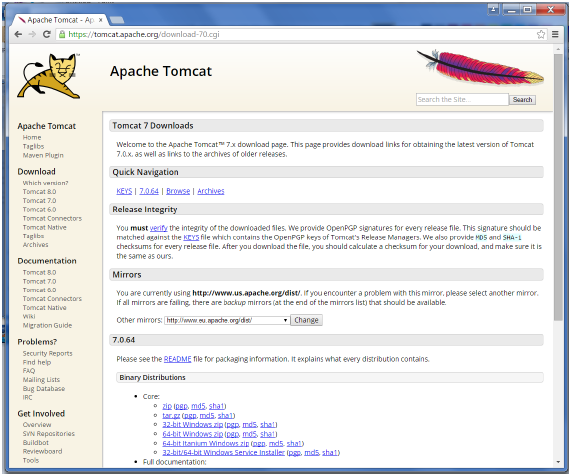 Apache Tomcat - Ap
https://tomcat.apache.org/download-70.cgi
Apache Tomcat
Search the Site...
Search
Apache Tomcat
Home
Taglibs
Maven Plugin
Download
Which version?
Tomcat 8.0
Tomcat 7.0
Tomcat 6.0
Tomcat Connectors
Tomcat Native
Taglibs
Archives
Documentation
Tomcat 8.0
Tomcat 7.0
Tomcat 6.0
Tomcat Connectors
Tomcat Native
Wiki
Migration Guide
Problems?
Security Reports
Find help
FAQ
Mailing Lists
Bug Database
IRC
Get Involved
Overview
SVN Repositories
Buildbot
Reviewboard
Tools
Tomcat 7 Downloads
Welcome to the Apache Tomcat™ 7.x download page. This page provides download links for obtaining the latest version of Tomcat
7.0.x, as well as links to the archives of older releases.
Quick Navigation
KEYS | 7.0.64 | Browse | Archives
Release Integrity
You must verify the integrity of the downloaded files. We provide OpenPGP signatures for every release file. This signature should be
matched against the KEYS file which contains the OpenPGP keys of Tomcat's Release Managers. We also provide MD5 and SHA-1
checksums for every release file. After you download the file, you should calculate a checksum for your download, and make sure it is
the same as ours.
Mirrors
You are currently using http://www.us.apache.org/dist/. If you encounter a problem with this mirror, please select another mirror.
If all mirrors are failing, there are backup mirrors (at the end of the mirrors list) that should be available.
Other mirrors: http://www.eu.apache.org/dist/ Change
7.0.64
Please see the README file for packaging information. It explains what every distribution contains.
Binary Distributions
• Core:
zip (pgp, md5, sha1)
tar.gz (pgp, md5, sha1)
32-bit Windows zip (pgp, md5, sha1)
64-bit Windows zip (pgp, md5, sha1)
64-bit Itanium Windows zip (pgp, md5, sha1)
32-bit/64-bit Windows Service Installer (pgp, md5, sha1)
• Full documentation: